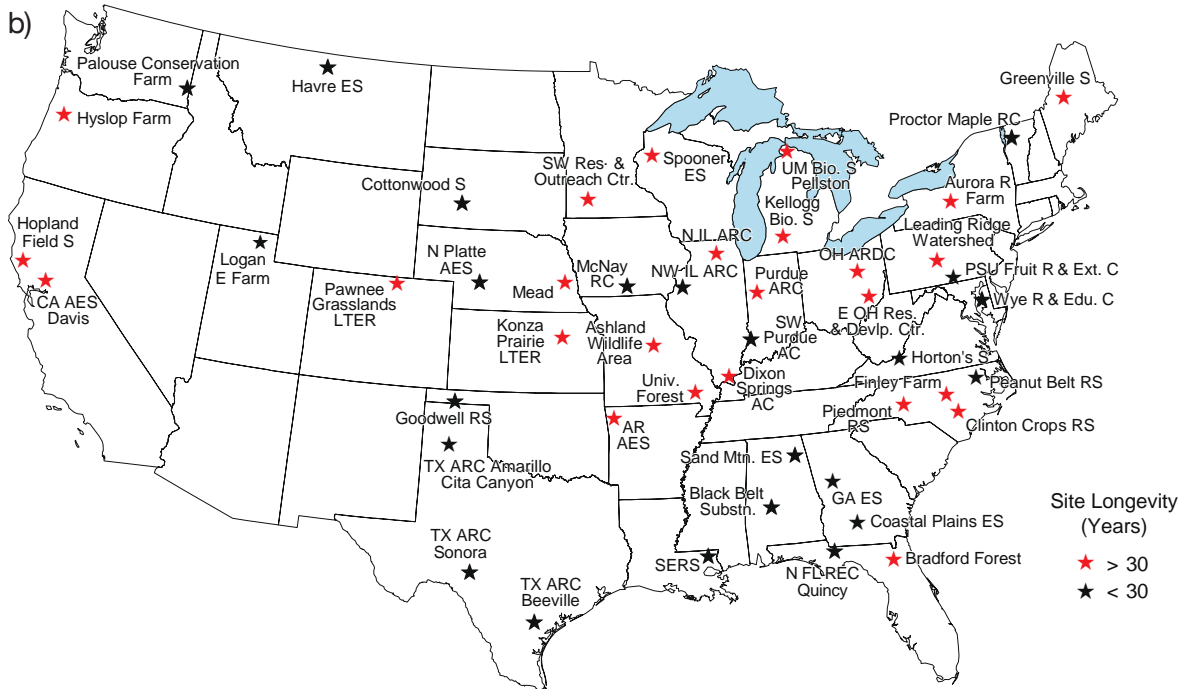 b)
Palouse Conservation
Farm
Havre ES
Greenville S
Hyslop Farm
Proctor Maple RC
Spooner
ES
UM Bio. S
Pellston
SW Res. &
Outreach Ctr.
Cottonwood S
Aurora R
Farm
Kellogg
Bio. S
Hopland
Field S
Leading Ridge
Watershed
N IL ARC
OH ARDC
Logan
E Farm
N Platte
AES
McNay
RC
NW IL ARC
Purdue
ARC
PSU Fruit R & Ext. C
CA AES
Davis
Pawnee
Grasslands
LTER
Mead
Wye R & Edu. C
E OH Res.
& Devlp. Ctr.
Konza
Prairie
LTER
Ashland
Wildlife
Area
SW
Purdue
AC
Horton's S
Univ.
Forest
Dixon
Springs
AC
Finley Farm
Peanut Belt RS
Goodwell RS
AR
AES
Piedmont
RS
Clinton Crops RS
TX ARC Amarillo
Cita Canyon
Sand Mtn. ES
Black Belt
Substn.
GA ES
Coastal Plains ES
TX ARC
Sonora
SERS
N FL REC
Quincy
Bradford Forest
TX ARC
Beeville
Site Longevity
(Years)
> 30
< 30